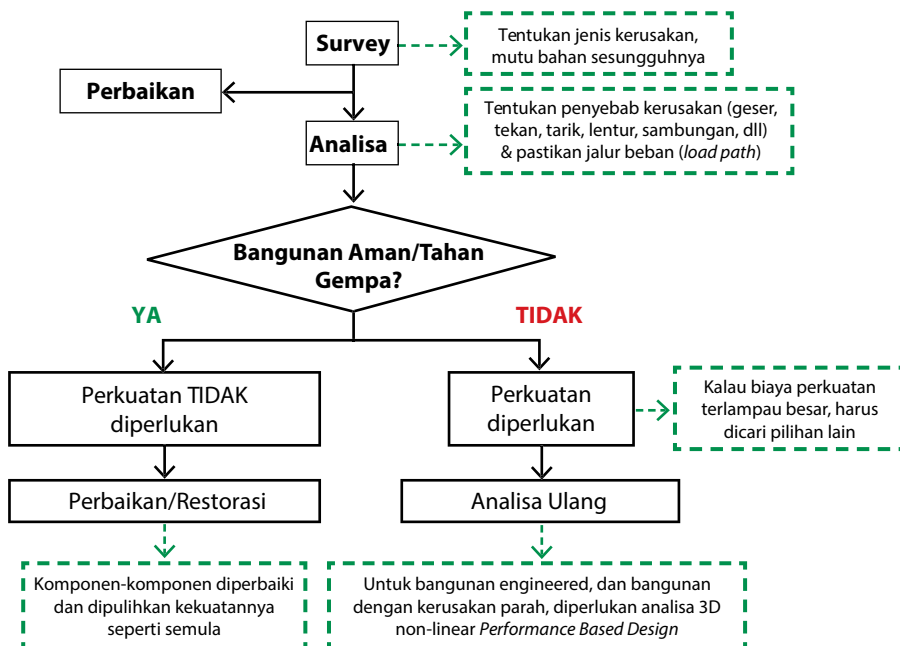 Survey
Tentukan jenis kerusakan,
mutu bahan sesungguhnya
Perbaikan
Analisa
Tentukan penyebab kerusakan (geser,
tekan, tarik, lentur, sambungan, dll)
& pastikan jalur beban (load path)
Bangunan Aman/Tahan
Gempa?
YA
TIDAK
Perkuatan TIDAK
diperlukan
Perkuatan
diperlukan
Kalau biaya perkuatan
terlampau besar, harus
dicari pilihan lain
Perbaikan/Restorasi
Analisa Ulang
Komponen-komponen diperbaiki
dan dipulihkan kekuatannya
seperti semula
Untuk bangunan engineered, dan bangunan
dengan kerusakan parah, diperlukan analisa 3D
non-linear Performance Based Design